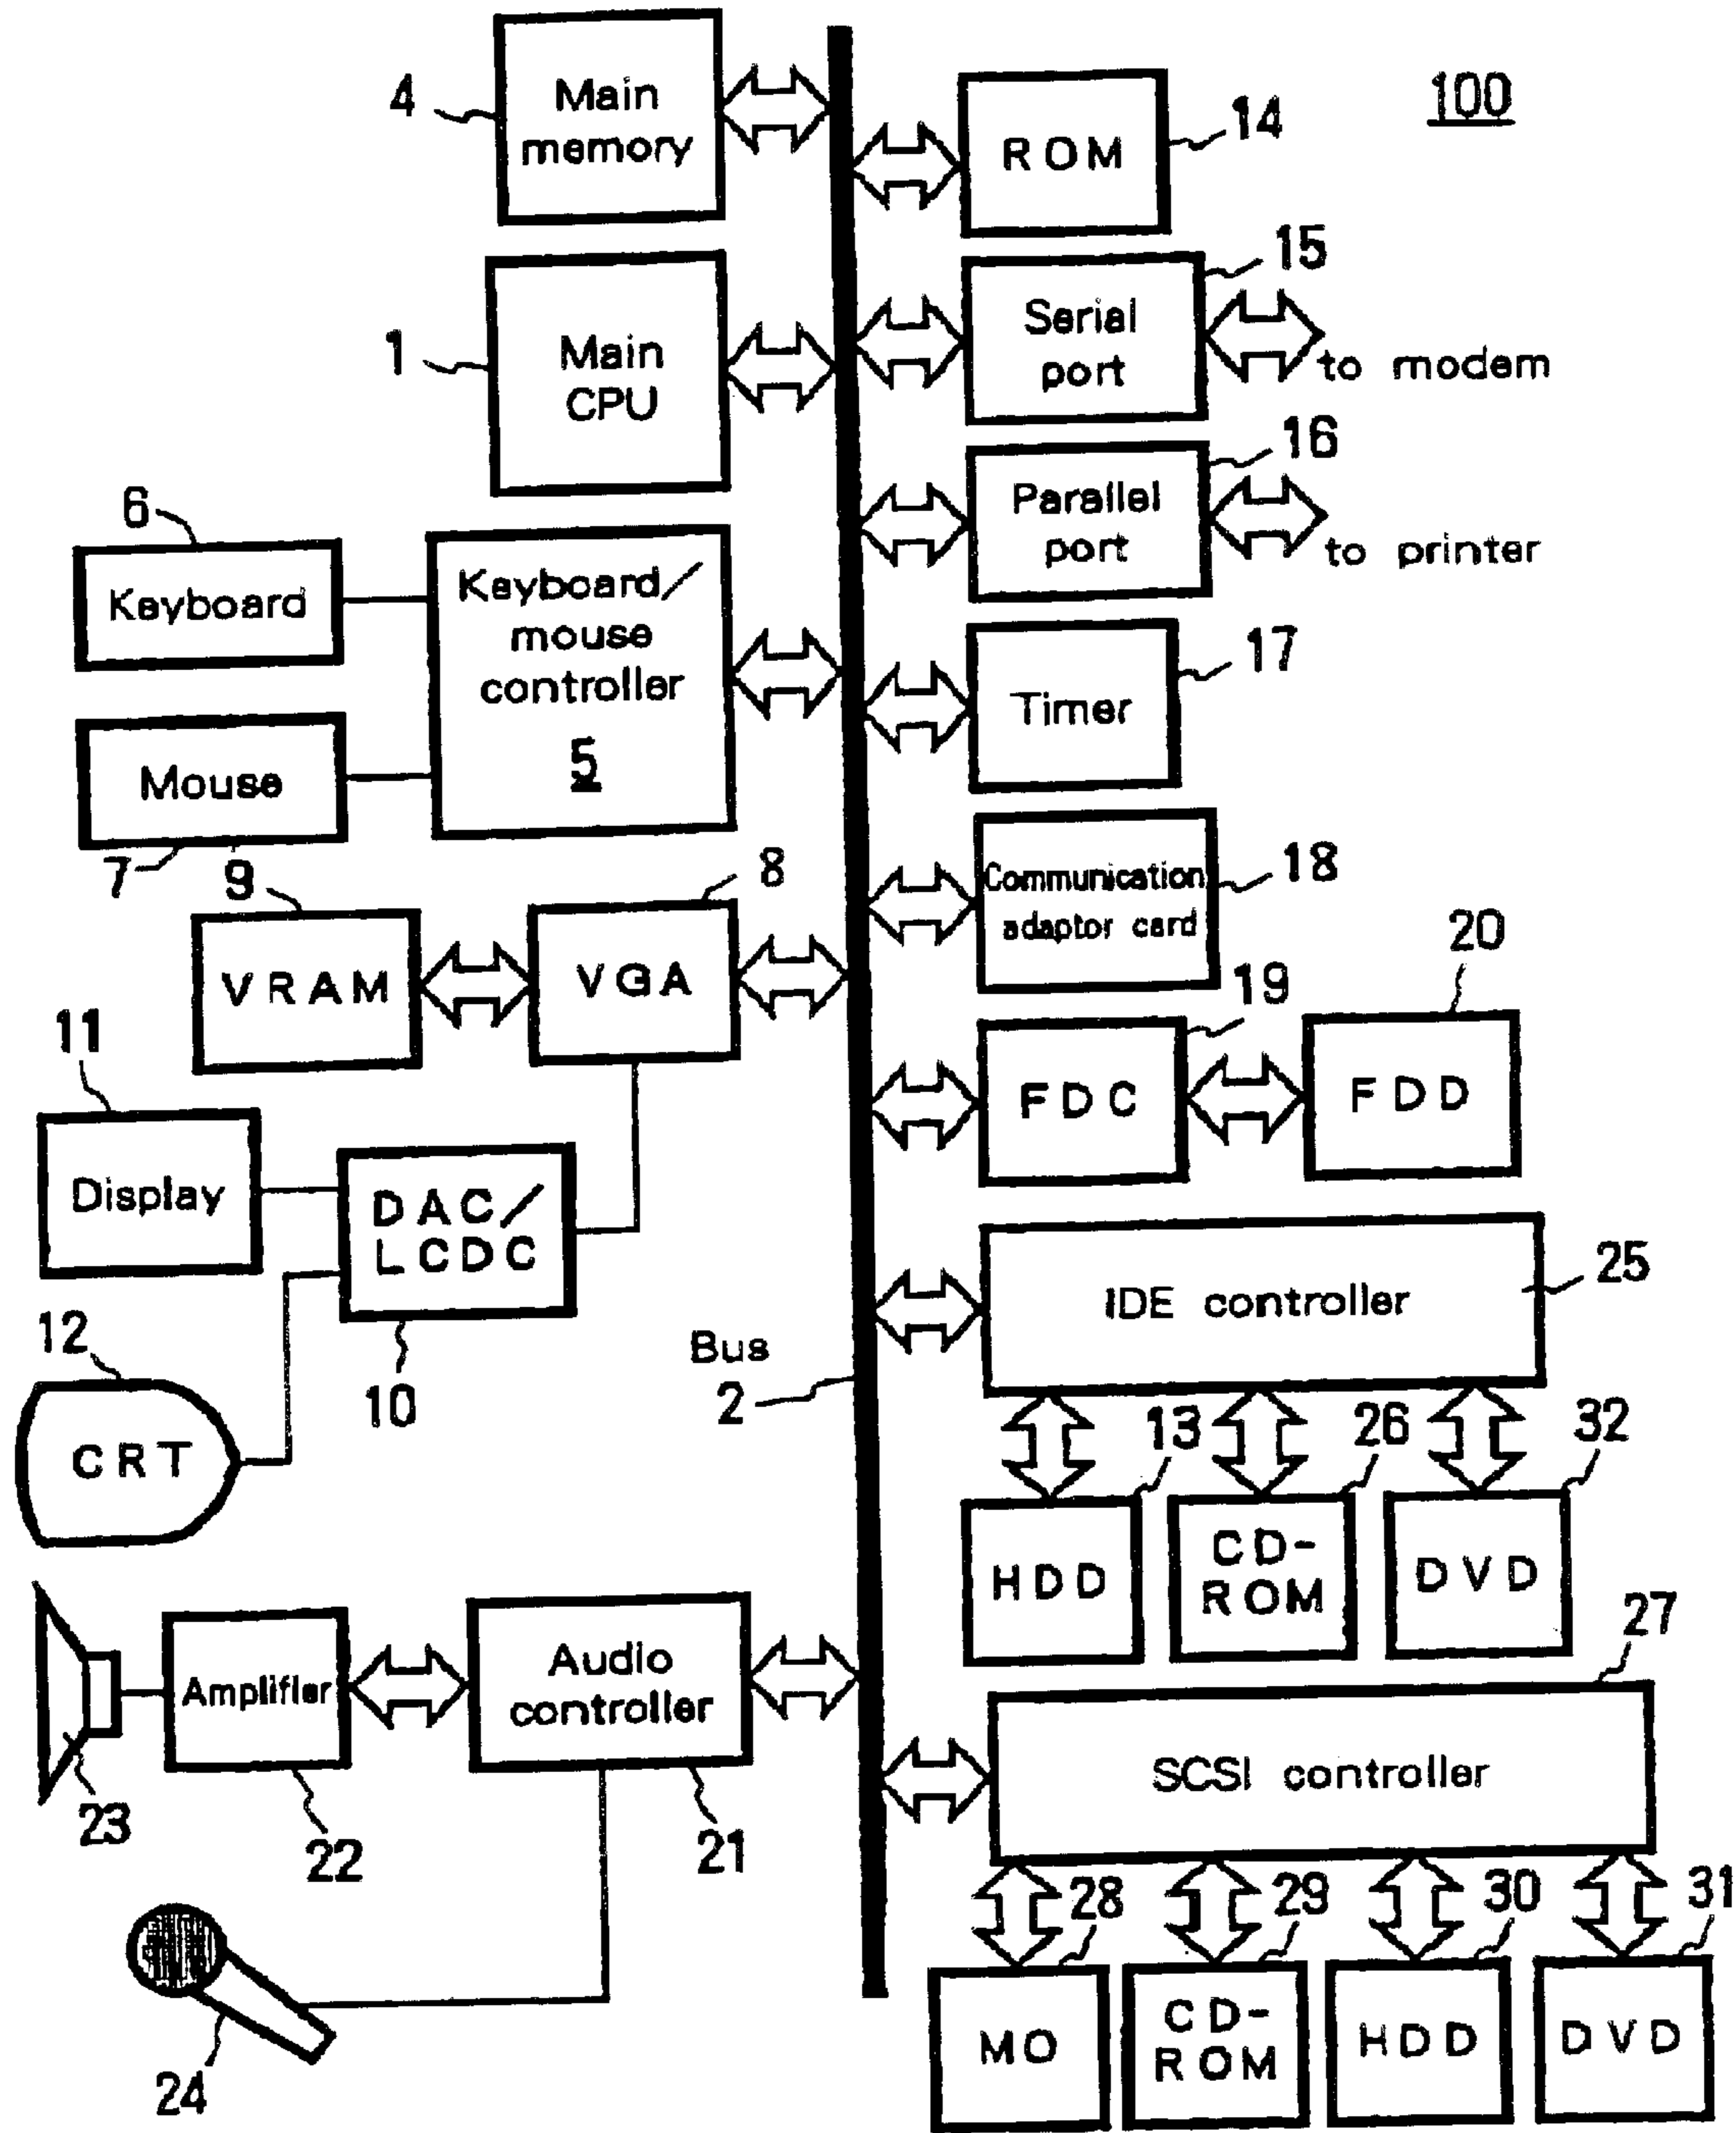 100
4
Main
memory
ROM
14
1
Main
CPU
Serial
port
15
to modem
Parallel
port
16
to printer
6
Keyboard
Keyboard/
mouse
controller
5
Mouse
7
Timer
17
Communication
adaptor card
18
9
VRAM
8
VGA
19
FDC
20
FDD
11
Display
DAC/
LCDC
10
12
CRT
Bus
2
IDE controller
25
13
HDD
26
CD-
ROM
32
DVD
23
Amplifier
22
Audio
controller
21
24
27
SCSI controller
28
MO
29
CD-
ROM
30
HDD
31
DVD